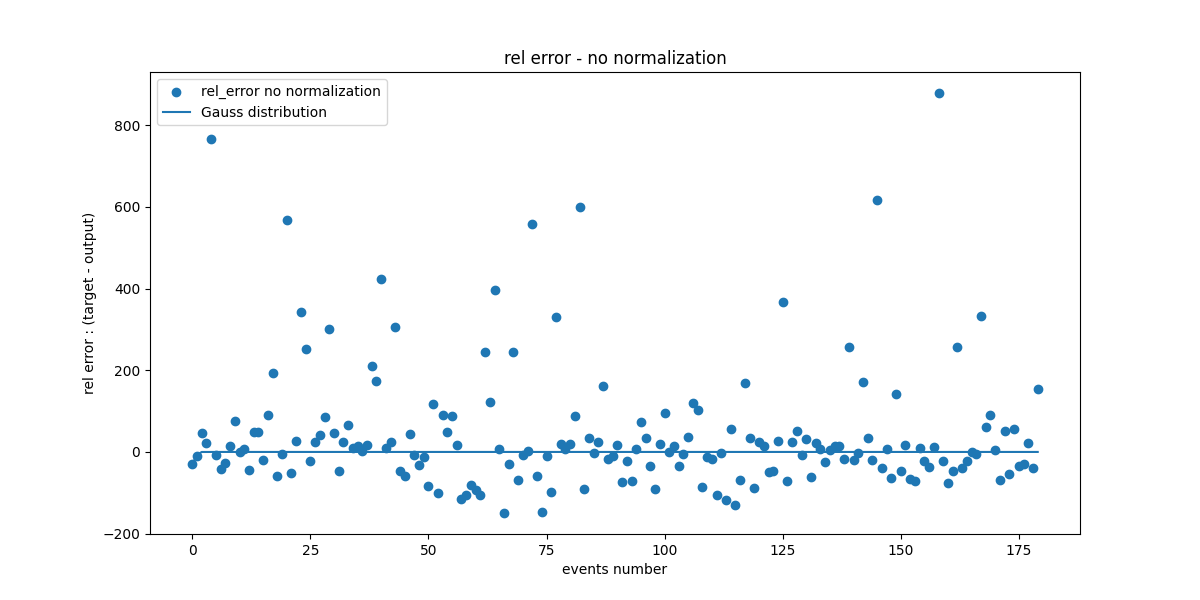 rel error - no normalization
rel_error no normalization
Gauss distribution
rel error : (target - output)
800
600
400
200
0
−200
0 25 50 75 100 125 150 175
events number